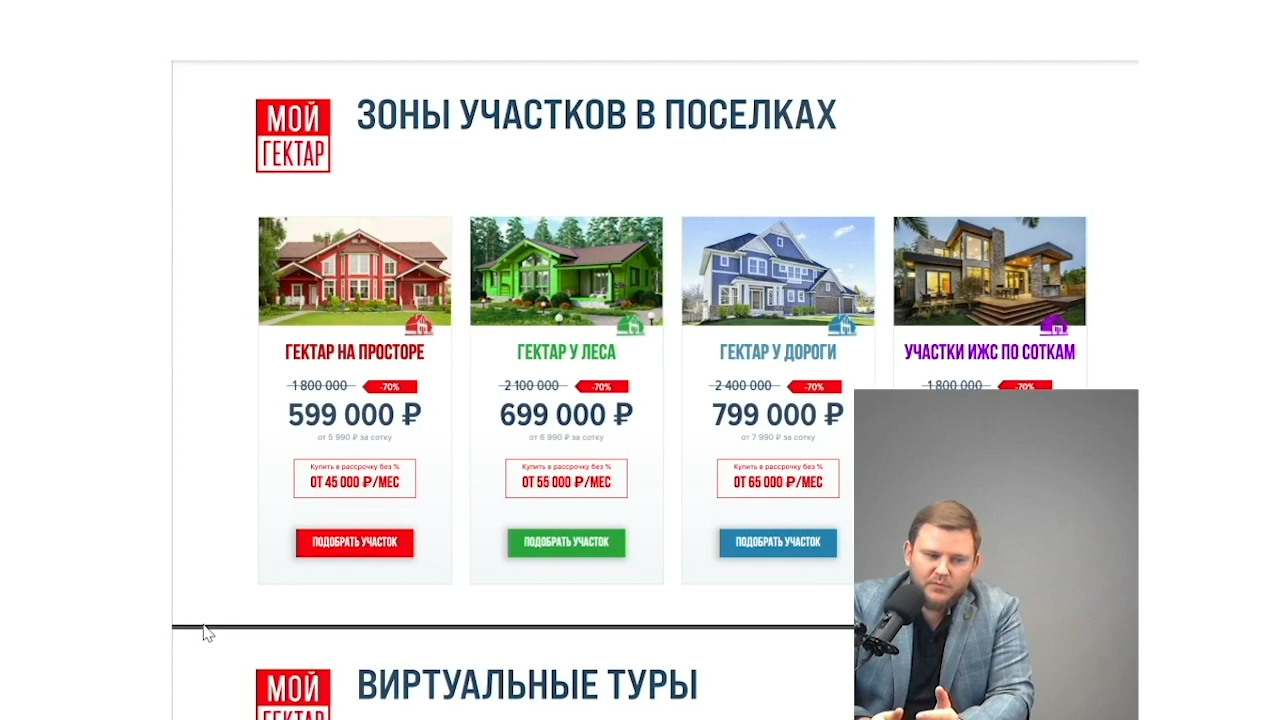 МОЙ
ГЕКТАР
ЗОНЫ УЧАСТКОВ В ПОСЕЛКАХ
ГЕКТАР НА ПРОСТОРЕ
1 800 000 -70%
599 000 ₽
от 5 990 ₽ за сотку
Купить в рассрочку без %
ОТ 45 000 ₽/МЕС
ПОДОБРАТЬ УЧАСТОК
ГЕКТАР У ЛЕСА
2 100 000 -70%
699 000 ₽
от 6 990 ₽ за сотку
Купить в рассрочку без %
ОТ 55 000 ₽/МЕС
ПОДОБРАТЬ УЧАСТОК
ГЕКТАР У ДОРОГИ
2 400 000 -70%
799 000 ₽
от 7 990 ₽ за сотку
Купить в рассрочку без %
ОТ 65 000 ₽/МЕС
ПОДОБРАТЬ УЧАСТОК
УЧАСТКИ ИЖС ПО СОТКАМ
1 800 000 -70%
МОЙ
ГЕКТАР
ВИРТУАЛЬНЫЕ ТУРЫ